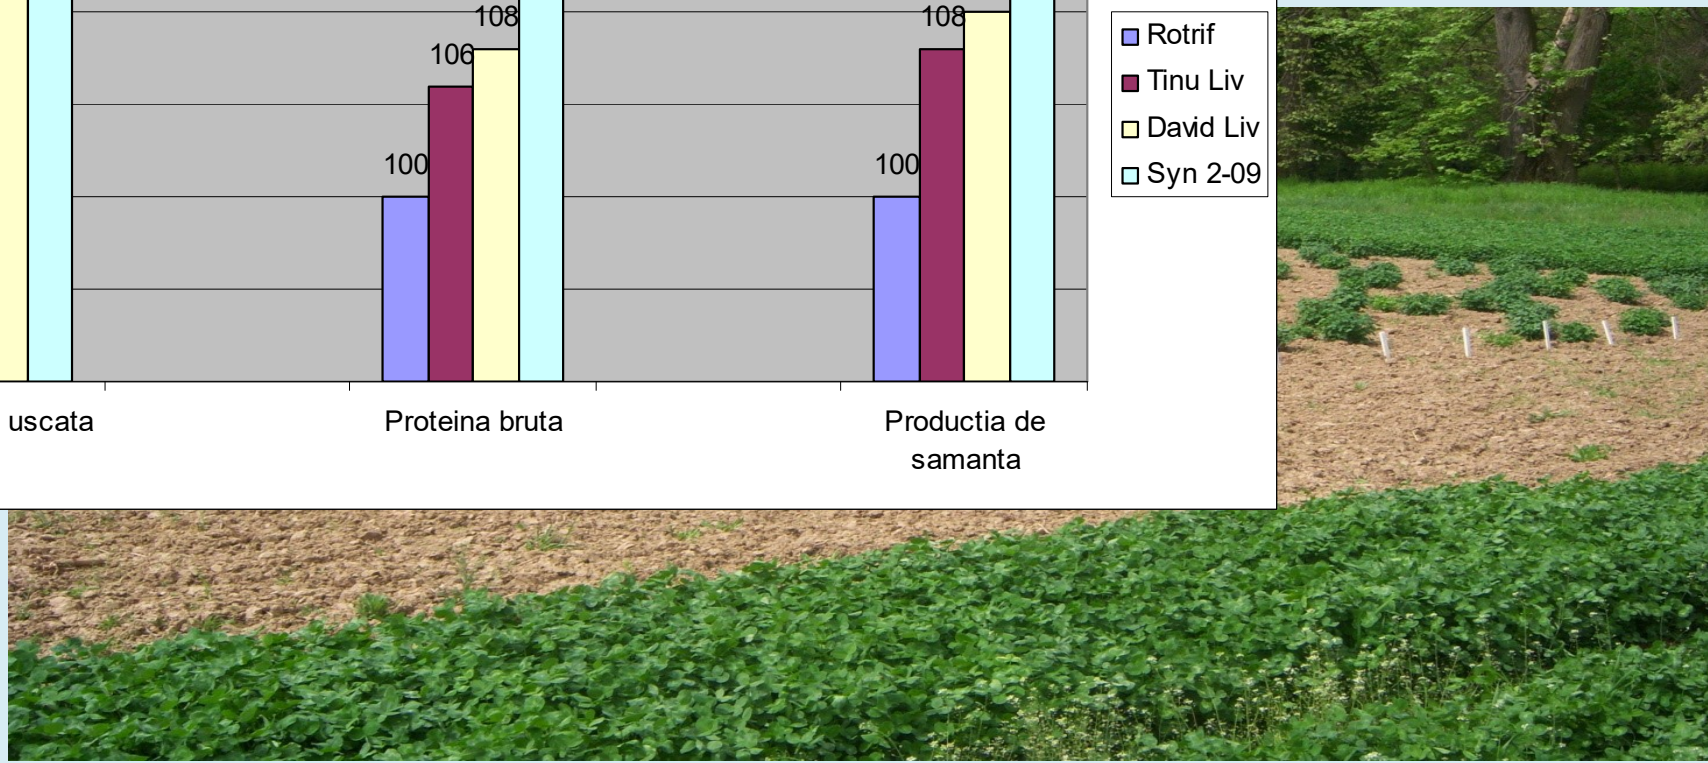 108
108
106
100
100
Rotrif
Tinu Liv
David Liv
Syn 2-09
uscata
Proteina bruta
Productia de
samanta